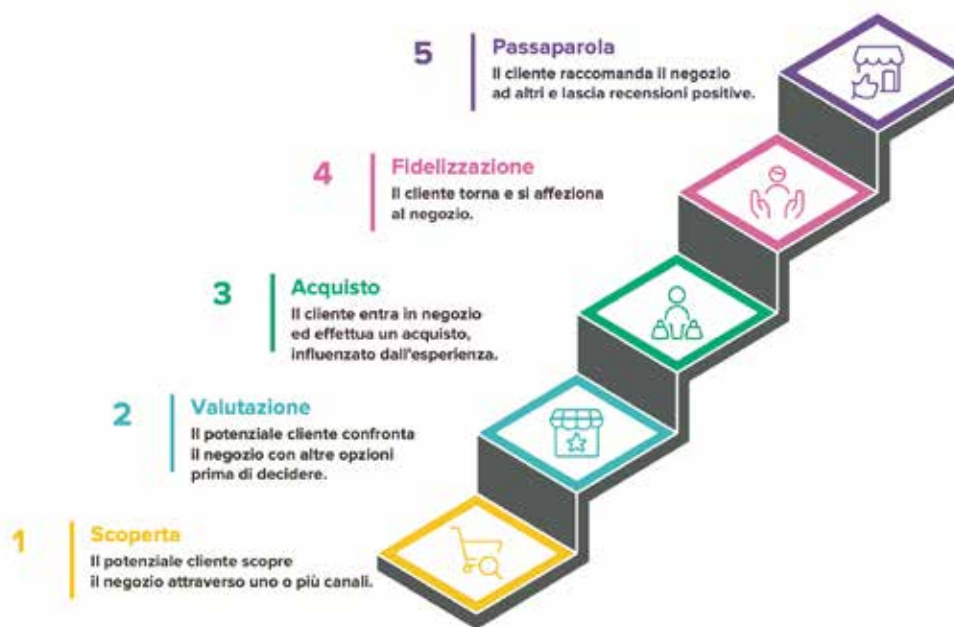 5
Passaparola
Il cliente raccomanda il negozio
ad altri e lascia recensioni positive.
4
Fidelizzazione
Il cliente torna e si affeziona
al negozio.
3
Acquisto
Il cliente entra in negozio
ed effettua un acquisto,
influenzato dall'esperienza.
2
Valutazione
Il potenziale cliente confronta
il negozio con altre opzioni
prima di decidere.
1
Scoperta
Il potenziale cliente scopre
il negozio attraverso uno o più canali.